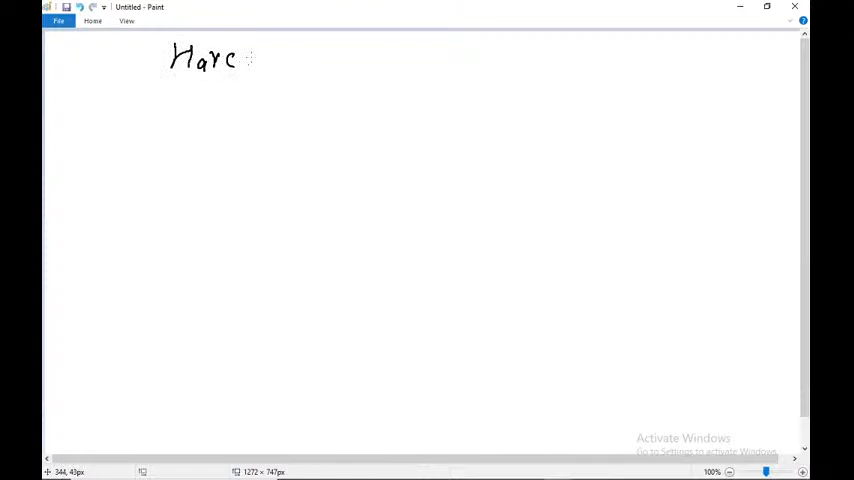 Untitled - Paint
File Home View
Harc
Activate Windows
Go to Settings to activate Windows.
344, 43px 1272 × 747px 100%